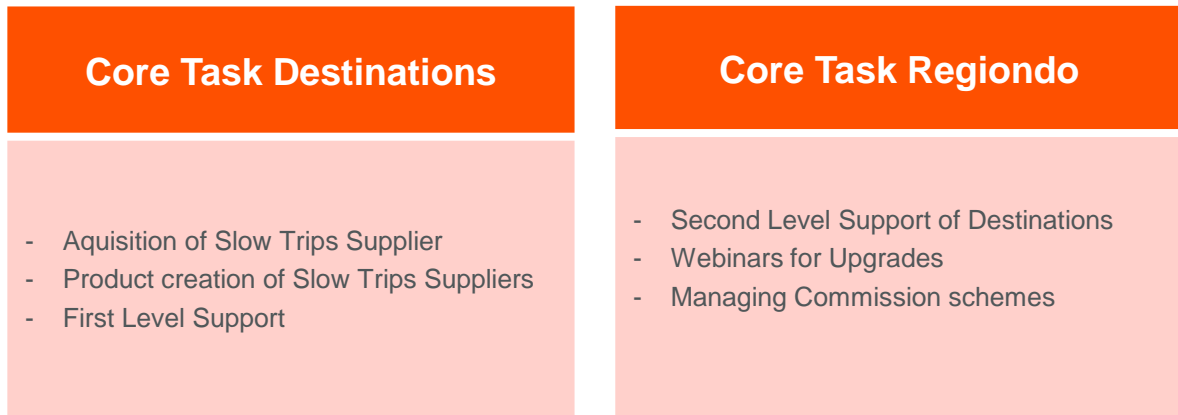 Core Task Destinations
- Aquisition of Slow Trips Supplier
- Product creation of Slow Trips Suppliers
- First Level Support
Core Task Regiondo
- Second Level Support of Destinations
- Webinars for Upgrades
- Managing Commission schemes